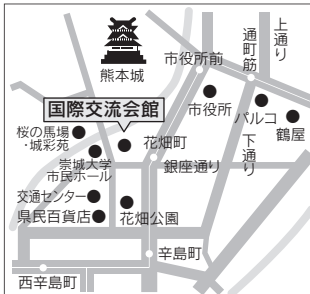 上通り
通町筋
市役所前
熊本城
国際交流会館
市役所
パルコ
鶴屋
桜の馬場
・城彩苑
花畑町
下通り
崇城大学
市民ホール
銀座通り
交通センター
県民百貨店
花畑公園
辛島町
西辛島町